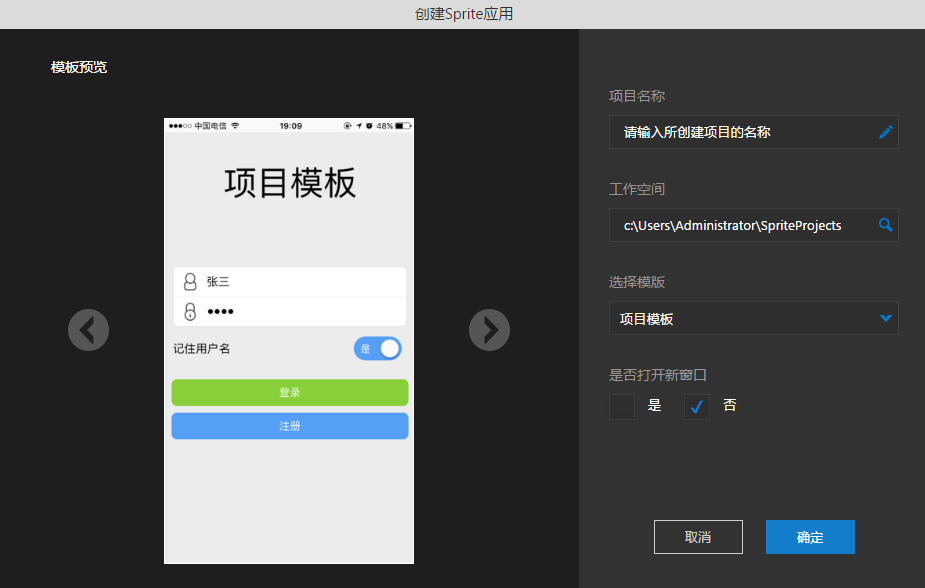 创建Sprite应用
模板预览
中国电信 19:09 48%
项目模板
张三
记住用户名 是
登录
注册
项目名称
请输入所创建项目的名称
工作空间
c:\Users\Administrator\SpriteProjects
选择模版
项目模板
是否打开新窗口
是 否
取消 确定